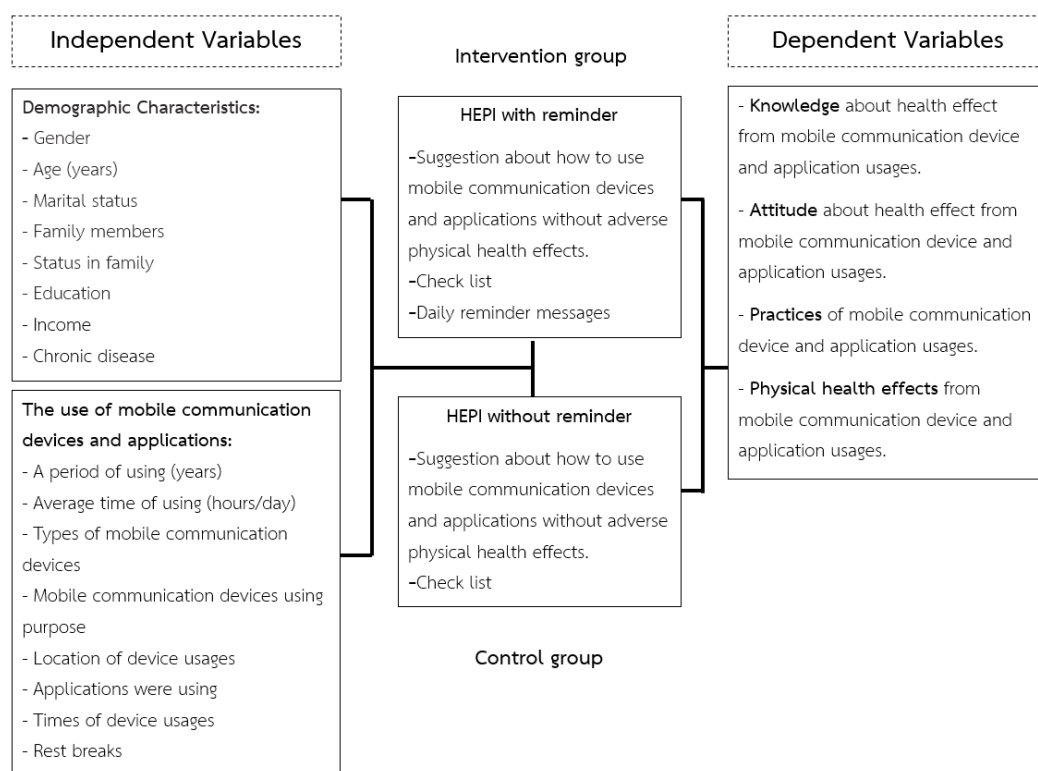 Independent Variables
Demographic Characteristics:
- Gender
- Age (years)
- Marital status
- Family members
- Status in family
- Education
- Income
- Chronic disease
The use of mobile communication
devices and applications:
- A period of using (years)
- Average time of using (hours/day)
- Types of mobile communication
devices
- Mobile communication devices using
purpose
- Location of device usages
- Applications were using
- Times of device usages
- Rest breaks
Intervention group
HEPI with reminder
-Suggestion about how to use
mobile communication devices
and applications without adverse
physical health effects.
-Check list
-Daily reminder messages
HEPI without reminder
-Suggestion about how to use
mobile communication devices
and applications without adverse
physical health effects.
-Check list
Control group
Dependent Variables
- Knowledge about health effect
from mobile communication device
and application usages.
- Attitude about health effect from
mobile communication device and
application usages.
- Practices of mobile communication
device and application usages.
- Physical health effects from
mobile communication device and
application usages.